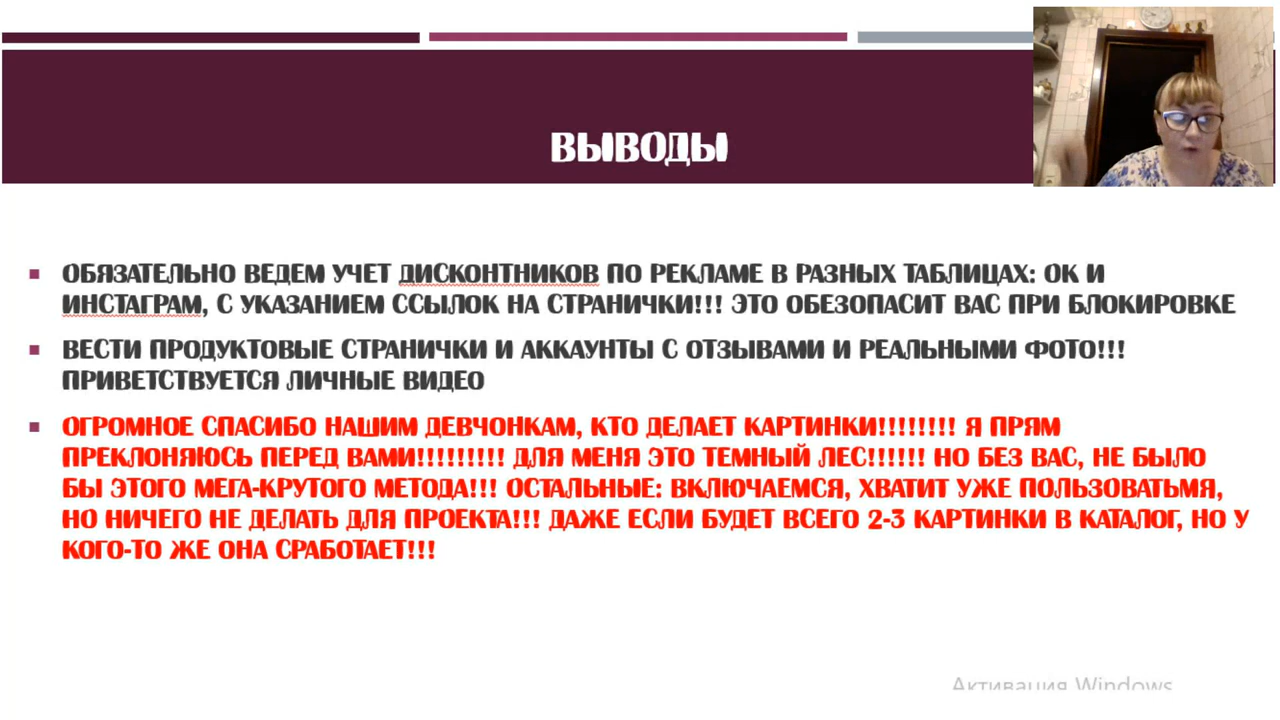 ВЫВОДЫ
ОБЯЗАТЕЛЬНО ВЕДЕМ УЧЕТ ДИСКОНТНИКОВ ПО РЕКЛАМЕ В РАЗНЫХ ТАБЛИЦАХ: ОК И
ИНСТАГРАМ, С УКАЗАНИЕМ ССЫЛОК НА СТРАНИЧКИ!!! ЭТО ОБЕЗОПАСИТ ВАС ПРИ БЛОКИРОВКЕ
ВЕСТИ ПРОДУКТОВЫЕ СТРАНИЧКИ И АККАУНТЫ С ОТЗЫВАМИ И РЕАЛЬНЫМИ ФОТО!!!
ПРИВЕТСТВУЕТСЯ ЛИЧНЫЕ ВИДЕО
ОГРОМНОЕ СПАСИБО НАШИМ ДЕВЧОНКАМ, КТО ДЕЛАЕТ КАРТИНКИ!!!!!!!! Я ПРЯМ
ПРЕКЛОНЯЮСЬ ПЕРЕД ВАМИ!!!!!!!!! ДЛЯ МЕНЯ ЭТО ТЕМНЫЙ ЛЕС!!!!!! НО БЕЗ ВАС, НЕ БЫЛО
БЫ ЭТОГО МЕГА-КРУТОГО МЕТОДА!!! ОСТАЛЬНЫЕ: ВКЛЮЧАЕМСЯ, ХВАТИТ УЖЕ ПОЛЬЗОВАТЬМЯ,
НО НИЧЕГО НЕ ДЕЛАТЬ ДЛЯ ПРОЕКТА!!! ДАЖЕ ЕСЛИ БУДЕТ ВСЕГО 2-3 КАРТИНКИ В КАТАЛОГ, НО У
КОГО-ТО ЖЕ ОНА СРАБОТАЕТ!!!
Активация Windows